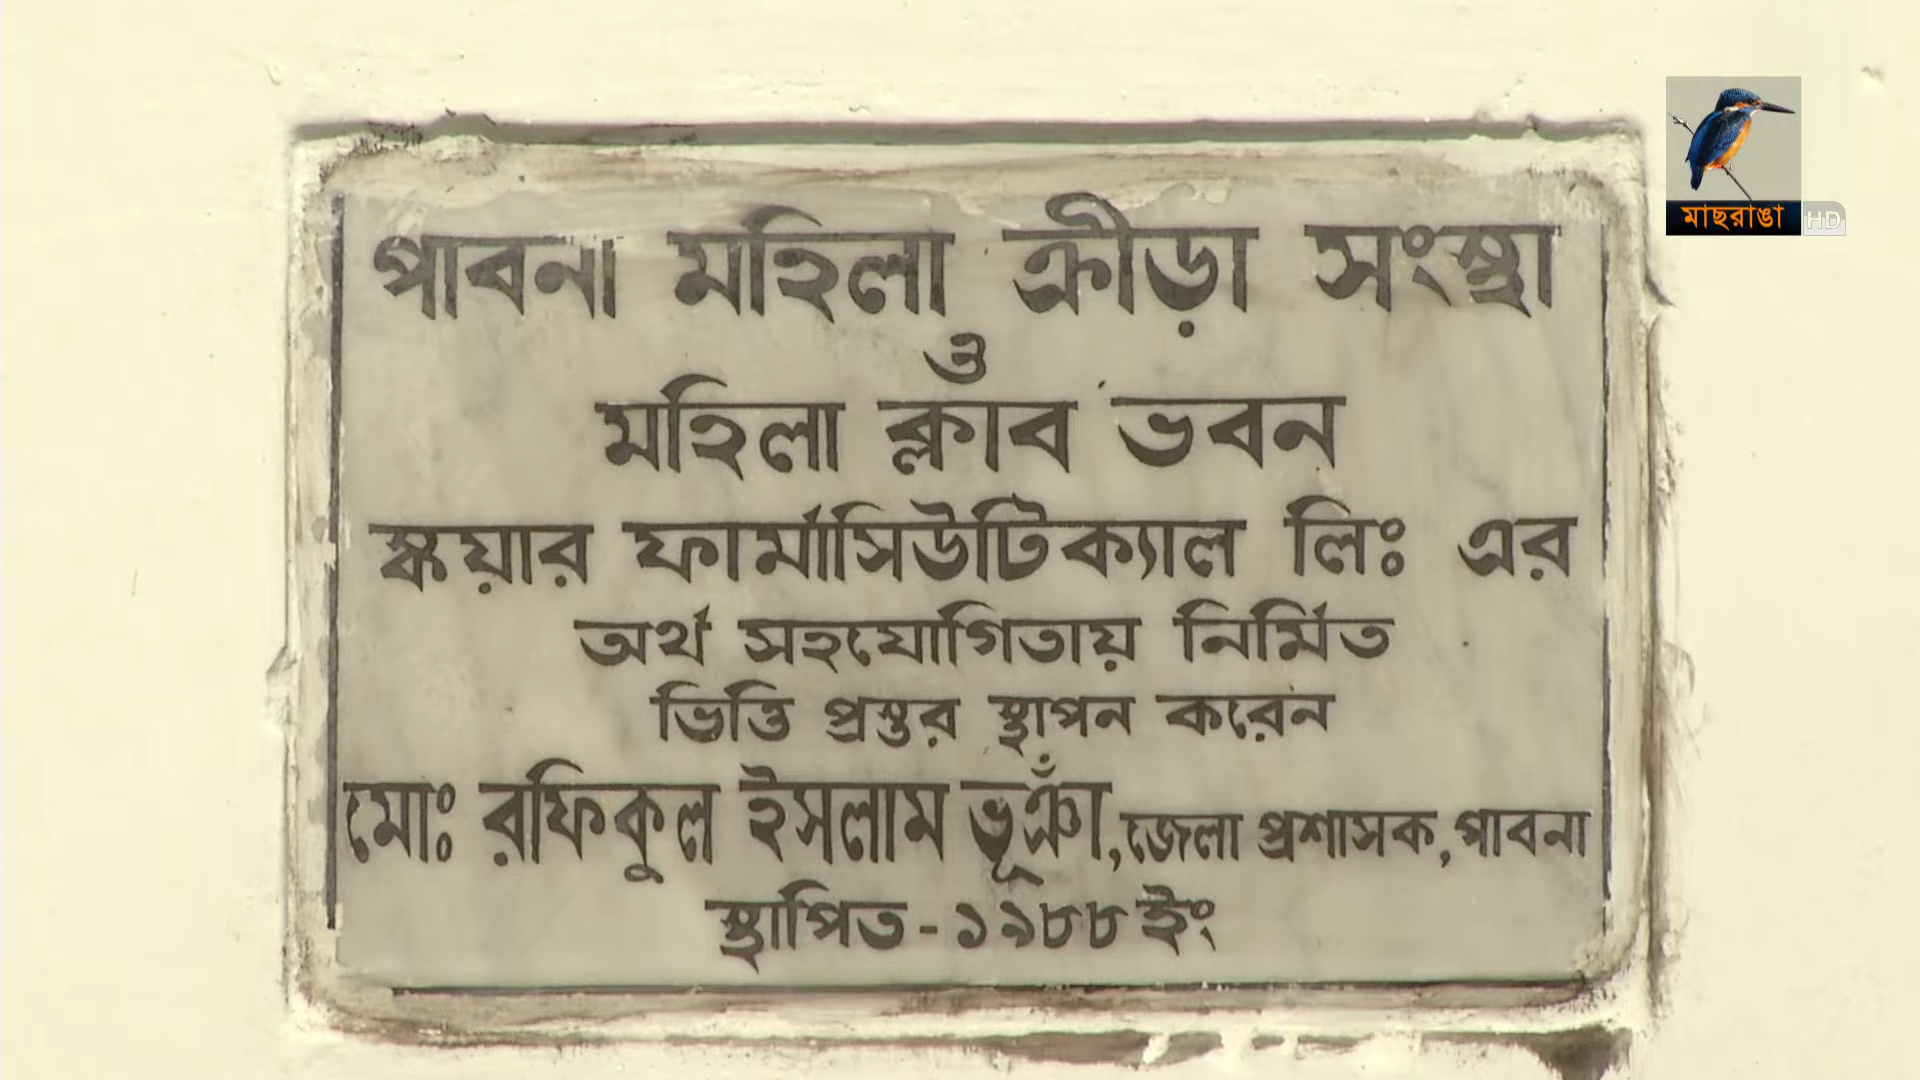 পাবনা মহিলা ক্রীড়া সংস্থা
ও
মহিলা ক্লাব ভবন
স্কয়ার ফার্মাসিউটিক্যাল লিঃ এর
অর্থ সহযোগিতায় নির্মিত
ভিত্তি প্রস্তর স্থাপন করেন
মোঃ রফিকুল ইসলাম ভূঞাঁ, জেলা প্রশাসক, পাবনা
স্থাপিত - ১৯৮৮ ইং
মাছরাঙা HD